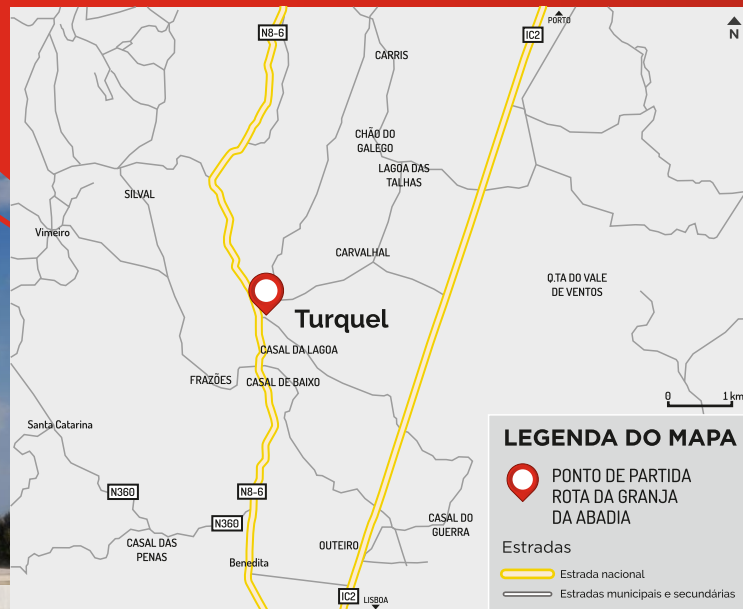 PORTO
N8-6
IC2
N
CARRIS
CHÃO DO
GALEGO
LAGOA DAS
TALHAS
SILVAL
Vimeiro
CARVALHAL
Q.TA DO VALE
DE VENTOS
Turquel
CASAL DA LAGOA
FRAZÕES
CASAL DE BAIXO
0 1 km
Santa Catarina
LEGENDA DO MAPA
PONTO DE PARTIDA
ROTA DA GRANJA
DA ABADIA
Estradas
Estrada nacional
Estradas municipais e secundárias
N360
N8-6
N360
CASAL DO
GUERRA
CASAL DAS
PENAS
OUTEIRO
Benedita
IC2
LISBOA